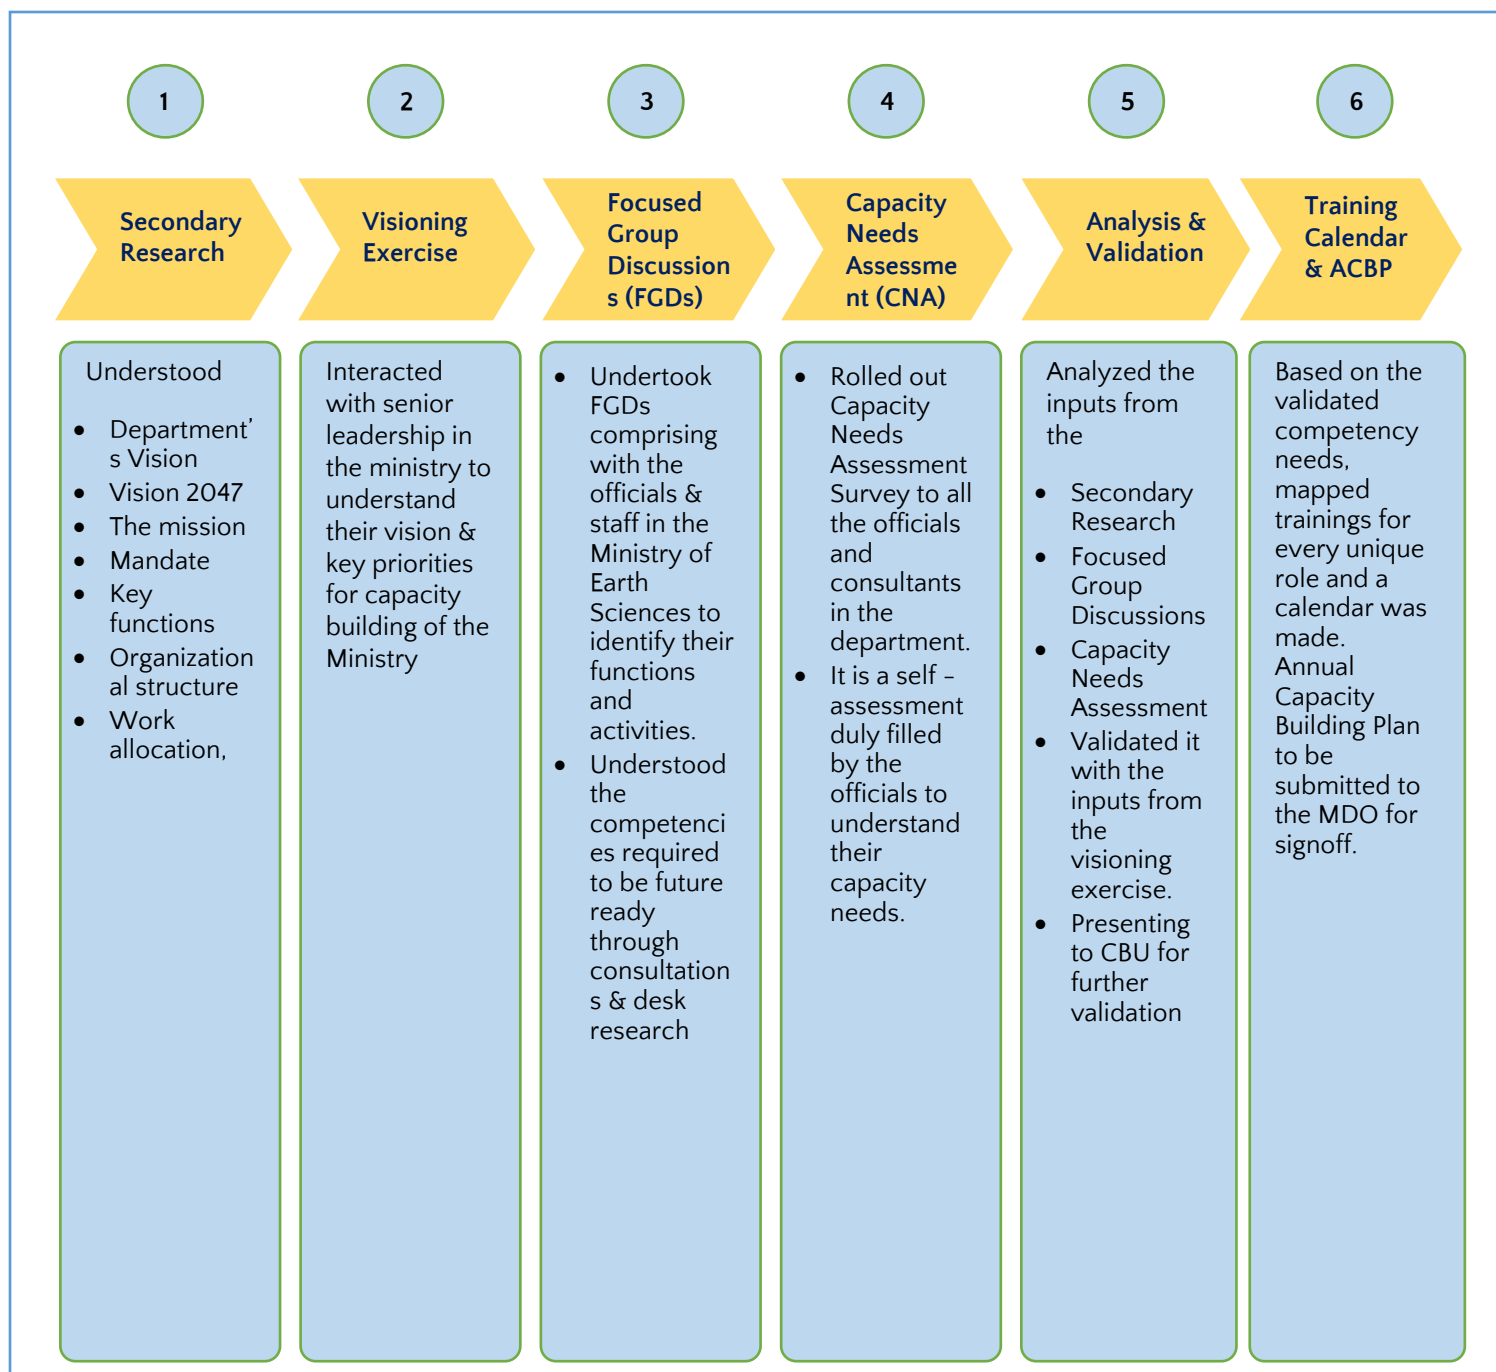 1
2
3
4
5
6
Secondary
Research
Visioning
Exercise
Focused
Group
Discussion
s (FGDs)
Capacity
Needs
Assessme
nt (CNA)
Analysis &
Validation
Training
Calendar
& ACBP
Understood
• Department’
s Vision
• Vision 2047
• The mission
• Mandate
• Key
functions
• Organization
al structure
• Work
allocation,
Interacted
with senior
leadership in
the ministry to
understand
their vision &
key priorities
for capacity
building of the
Ministry
• Undertook
FGDs
comprising
with the
officials &
staff in the
Ministry of
Earth
Sciences to
identify their
functions
and
activities.
• Understood
the
competenci
es required
to be future
ready
through
consultation
s & desk
research
• Rolled out
Capacity
Needs
Assessment
Survey to all
the officials
and
consultants
in the
department.
• It is a self –
assessment
duly filled
by the
officials to
understand
their
capacity
needs.
Analyzed the
inputs from
the
• Secondary
Research
• Focused
Group
Discussions
• Capacity
Needs
Assessment
• Validated it
with the
inputs from
the
visioning
exercise.
• Presenting
to CBU for
further
validation
Based on the
validated
competency
needs,
mapped
trainings for
every unique
role and a
calendar was
made.
Annual
Capacity
Building Plan
to be
submitted to
the MDO for
signoff.